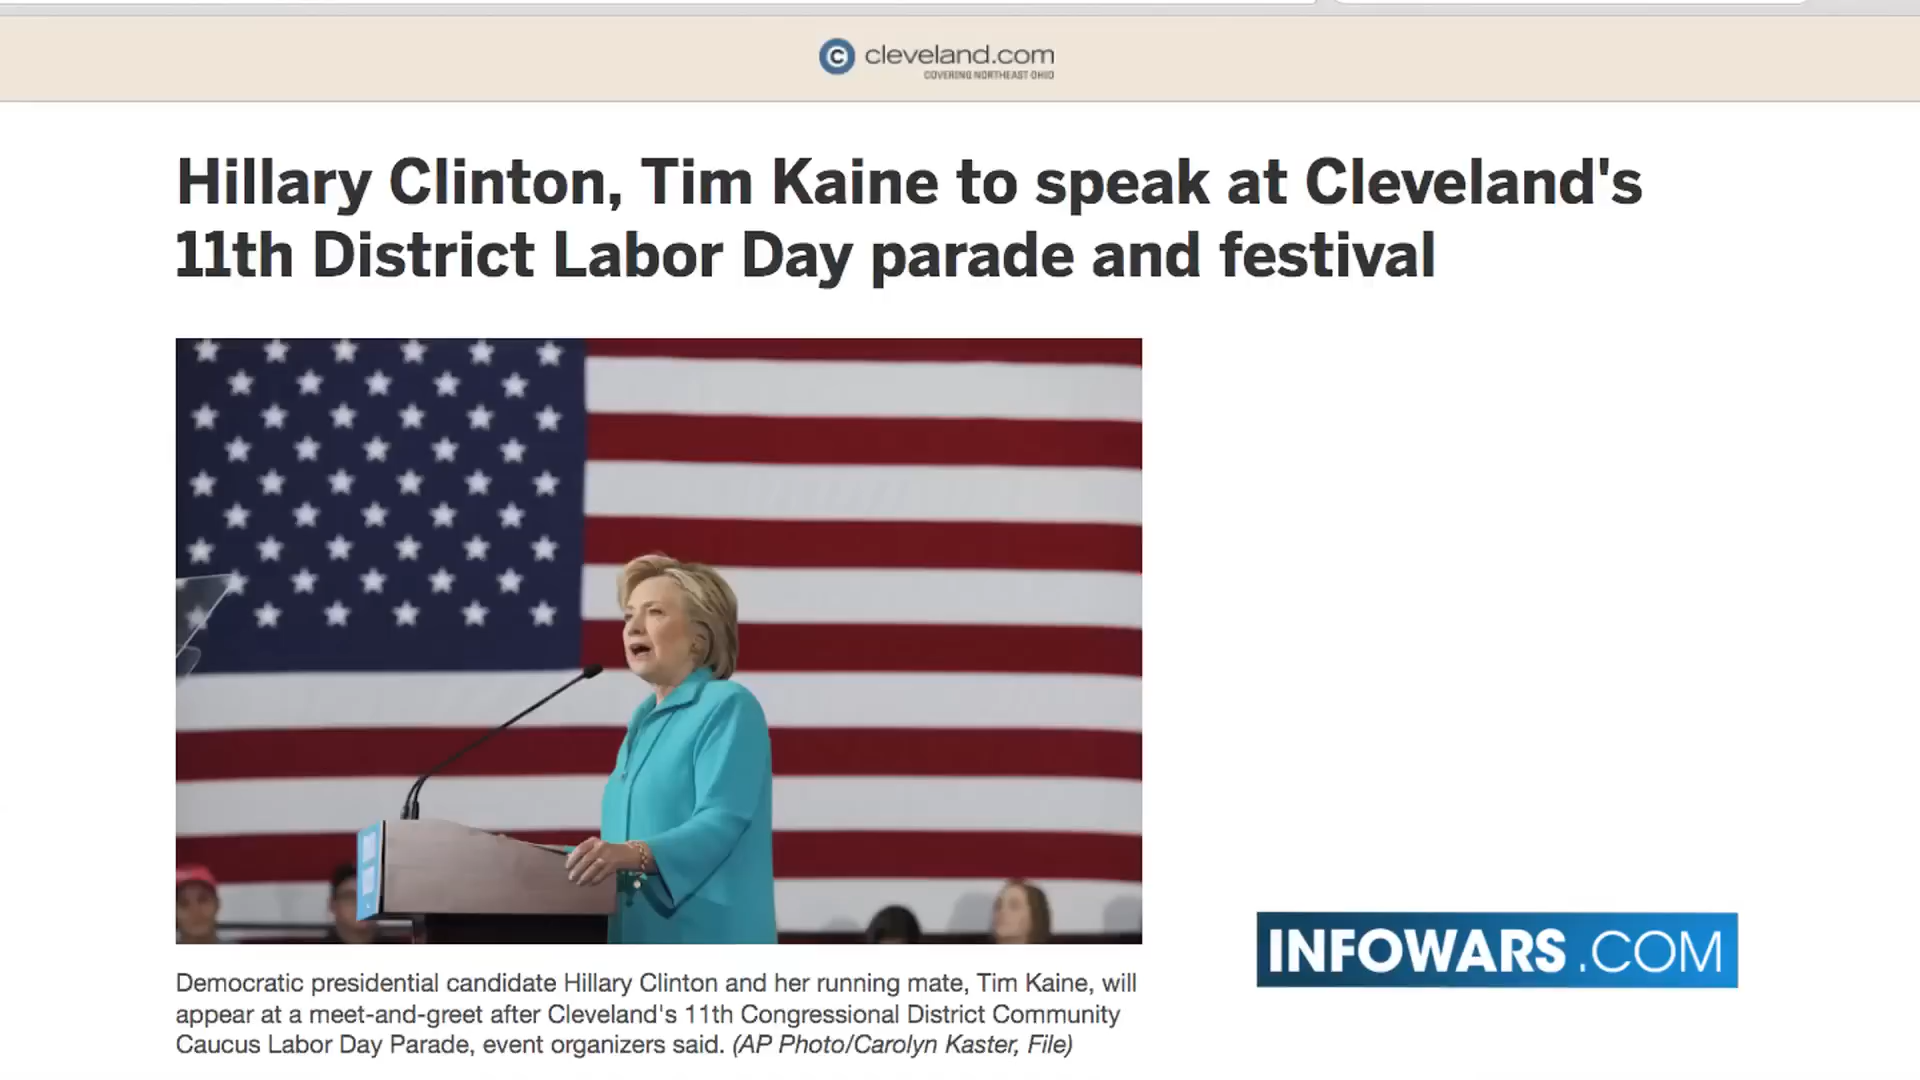 cleveland.com
COVERING NORTHEAST OHIO
Hillary Clinton, Tim Kaine to speak at Cleveland's
11th District Labor Day parade and festival
Democratic presidential candidate Hillary Clinton and her running mate, Tim Kaine, will
appear at a meet-and-greet after Cleveland's 11th Congressional District Community
Caucus Labor Day Parade, event organizers said. (AP Photo/Carolyn Kaster, File)
INFOWARS.COM